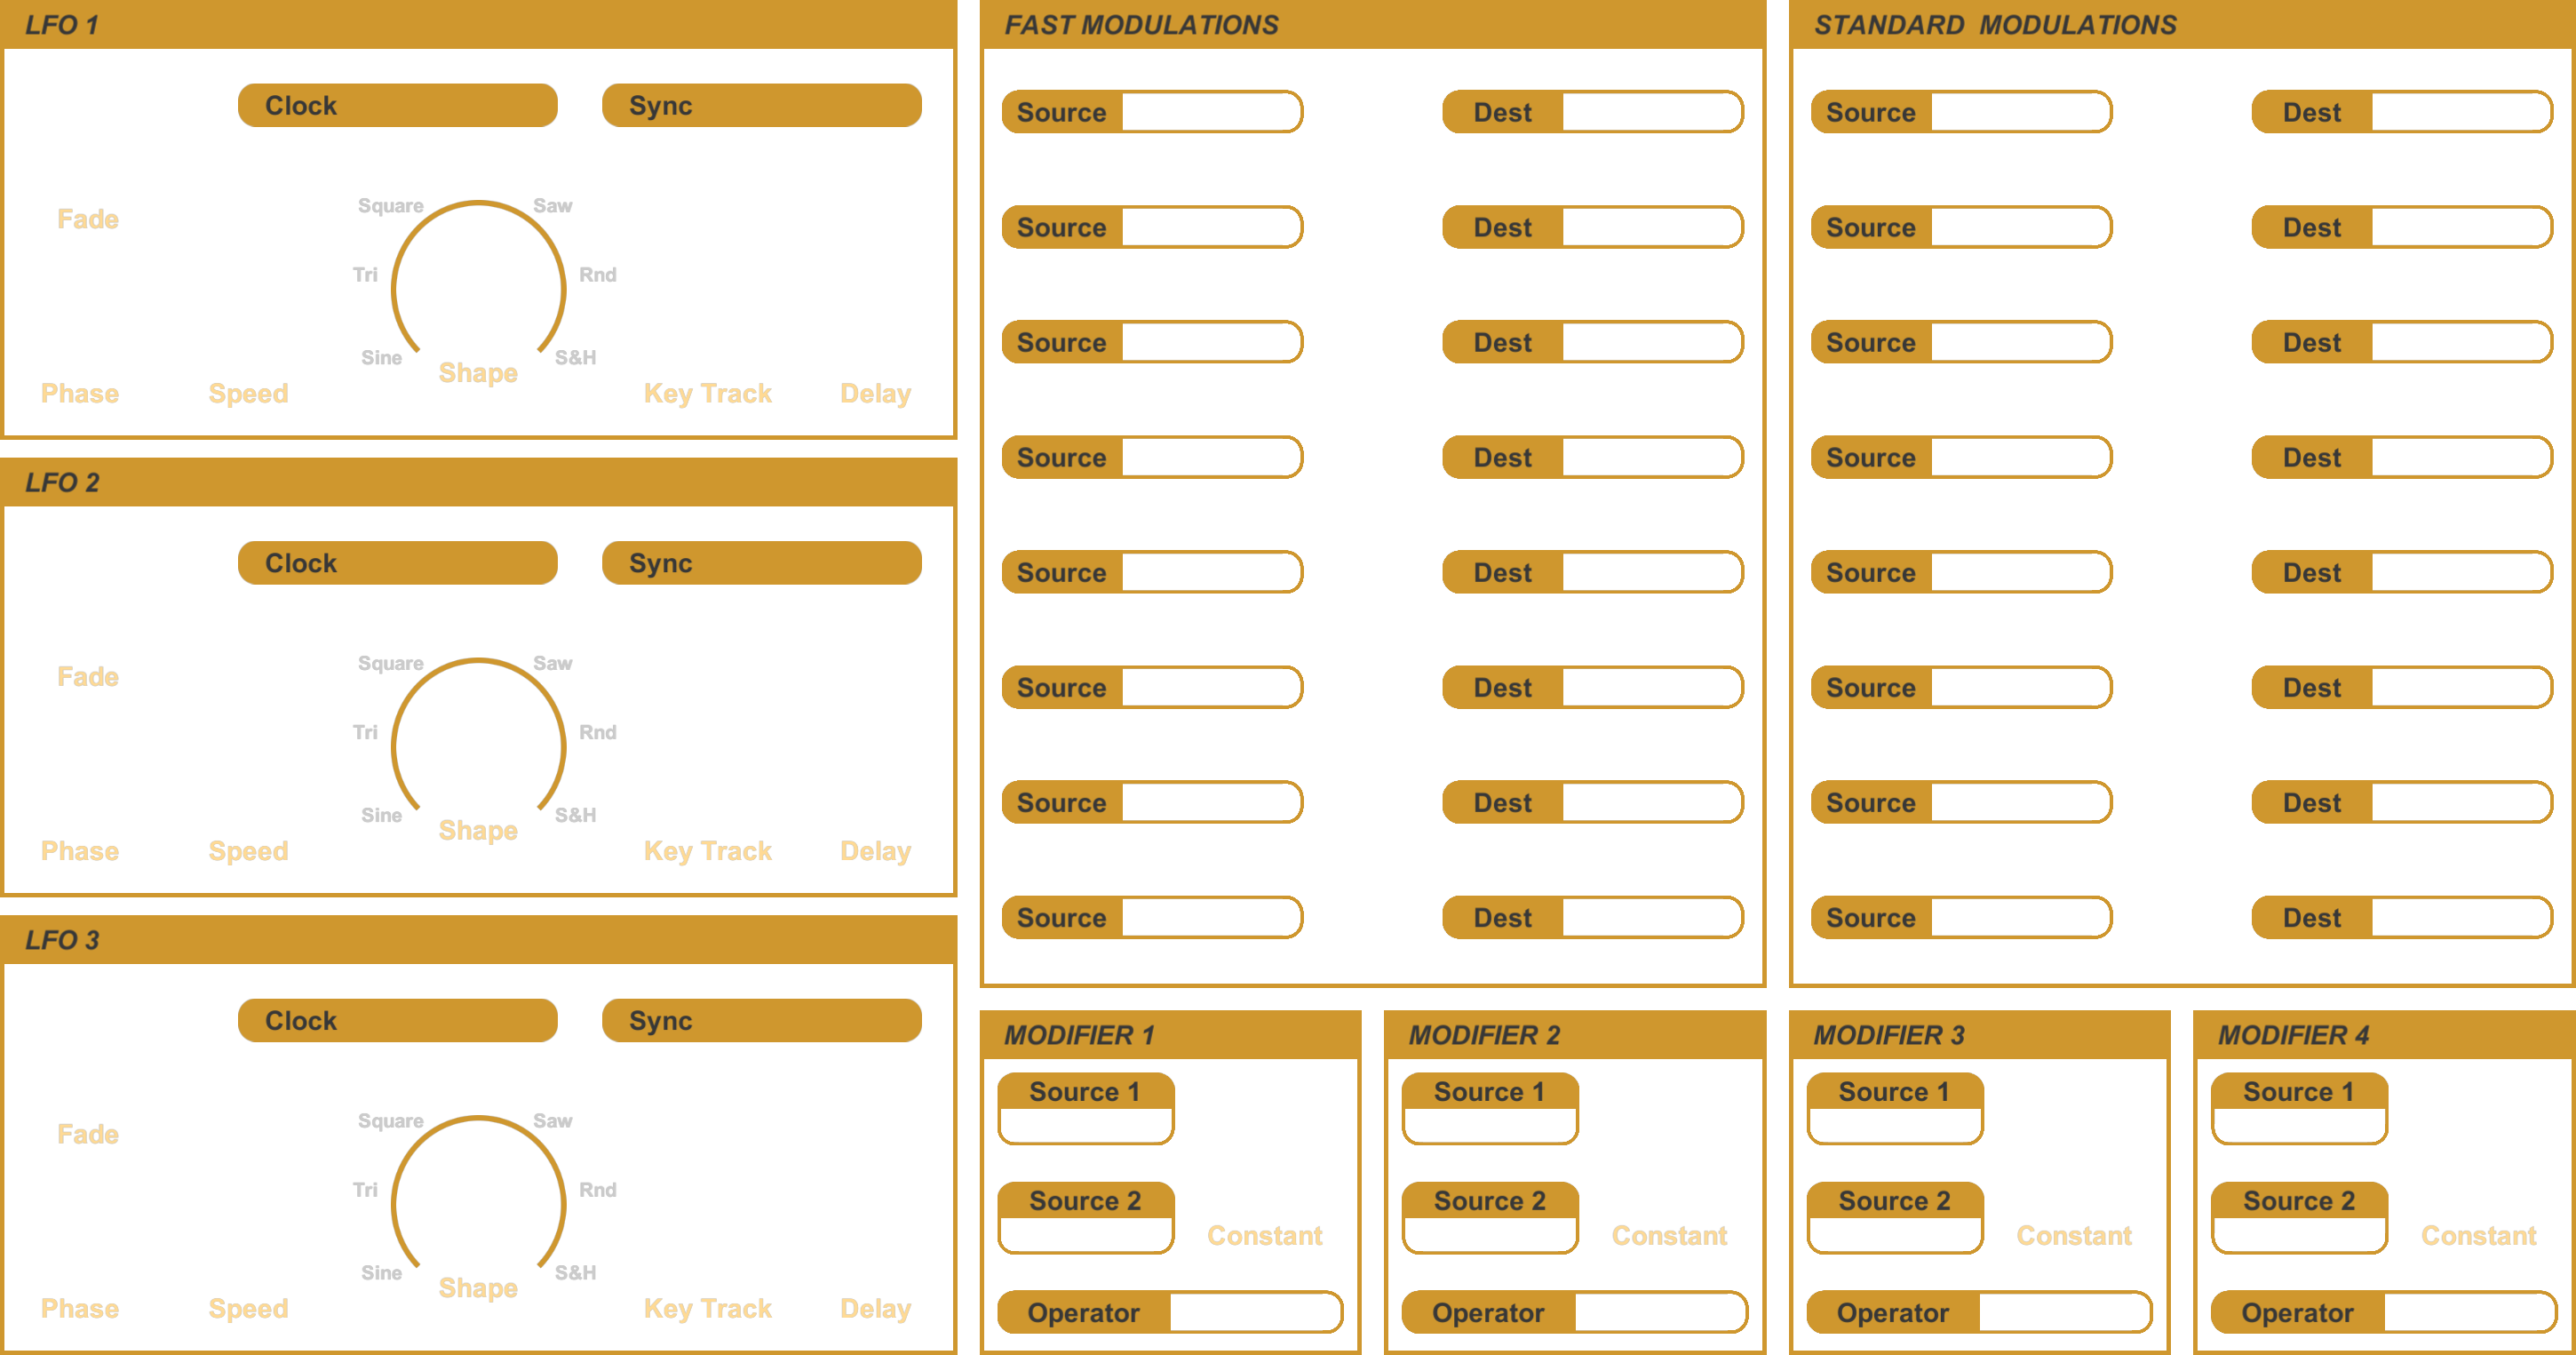 LFO 1
Clock Sync
Square Saw
Fade
Tri Rnd
Sine S&H
Shape
Phase Speed Key Track Delay
LFO 2
Clock Sync
Square Saw
Fade
Tri Rnd
Sine S&H
Shape
Phase Speed Key Track Delay
LFO 3
Clock Sync
Square Saw
Fade
Tri Rnd
Sine S&H
Shape
Phase Speed Key Track Delay
FAST MODULATIONS
Source Dest
Source Dest
Source Dest
Source Dest
Source Dest
Source Dest
Source Dest
Source Dest
STANDARD MODULATIONS
Source Dest
Source Dest
Source Dest
Source Dest
Source Dest
Source Dest
Source Dest
Source Dest
MODIFIER 1
Source 1
Source 2
Constant
Operator
MODIFIER 2
Source 1
Source 2
Constant
Operator
MODIFIER 3
Source 1
Source 2
Constant
Operator
MODIFIER 4
Source 1
Source 2
Constant
Operator